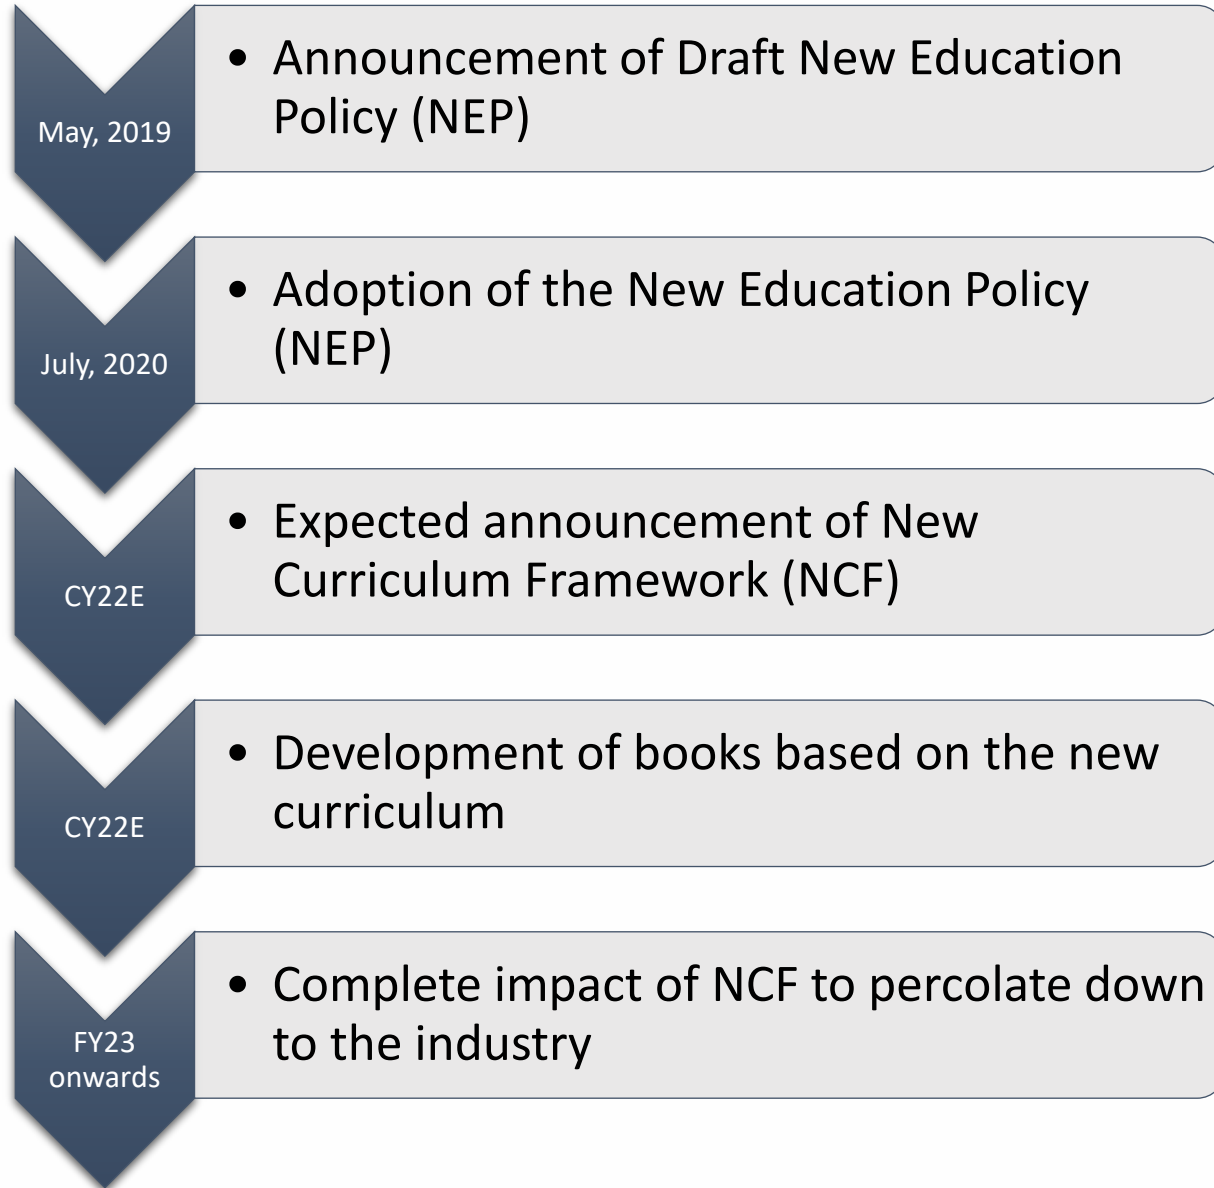 May, 2019
• Announcement of Draft New Education
Policy (NEP)
July, 2020
• Adoption of the New Education Policy
(NEP)
CY22E
• Expected announcement of New
Curriculum Framework (NCF)
CY22E
• Development of books based on the new
curriculum
FY23
onwards
• Complete impact of NCF to percolate down
to the industry